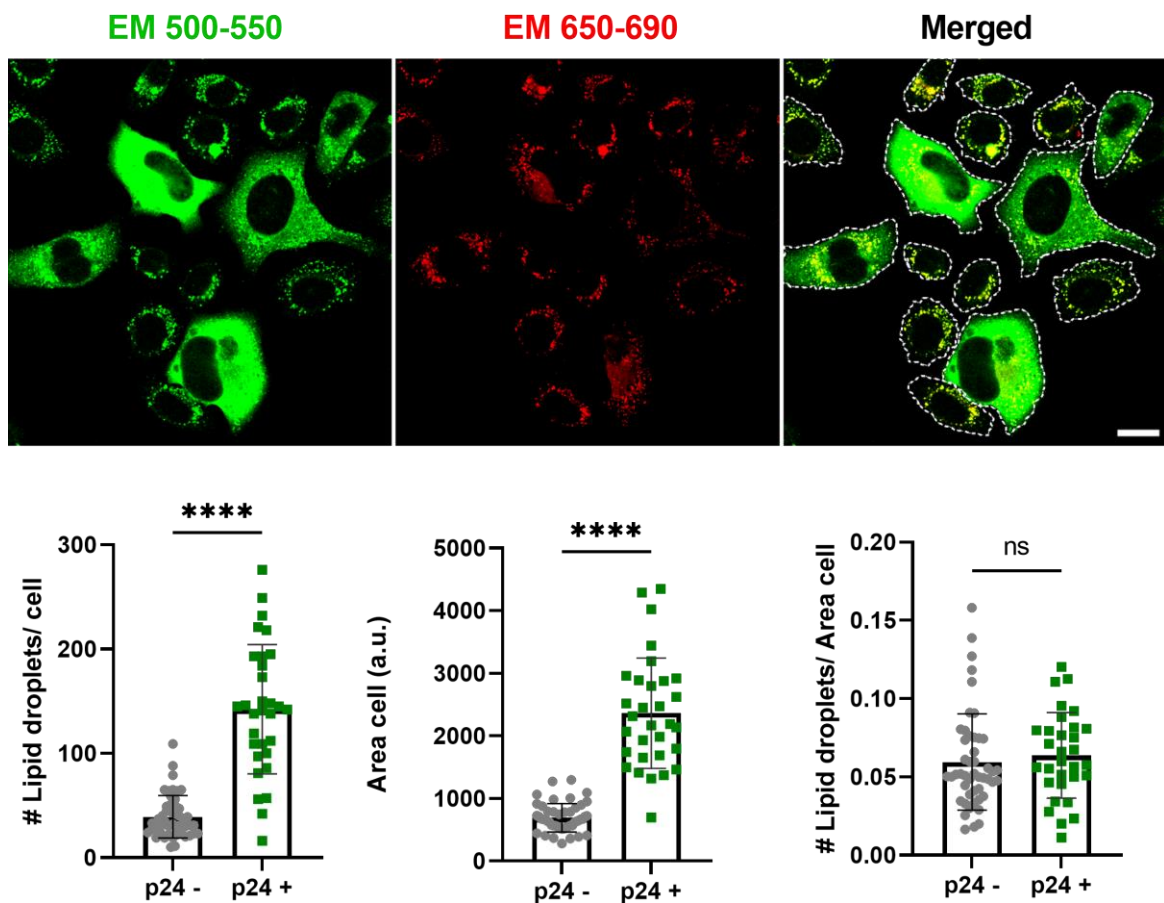 EM 500-550
EM 650-690
Merged
****
300
200
100
0
# Lipid droplets/ cell
p24 -
p24 +
****
5000
4000
3000
2000
1000
0
Area cell (a.u.)
p24 -
p24 +
ns
0.20
0.15
0.10
0.05
0.00
# Lipid droplets/ Area cell
p24 -
p24 +